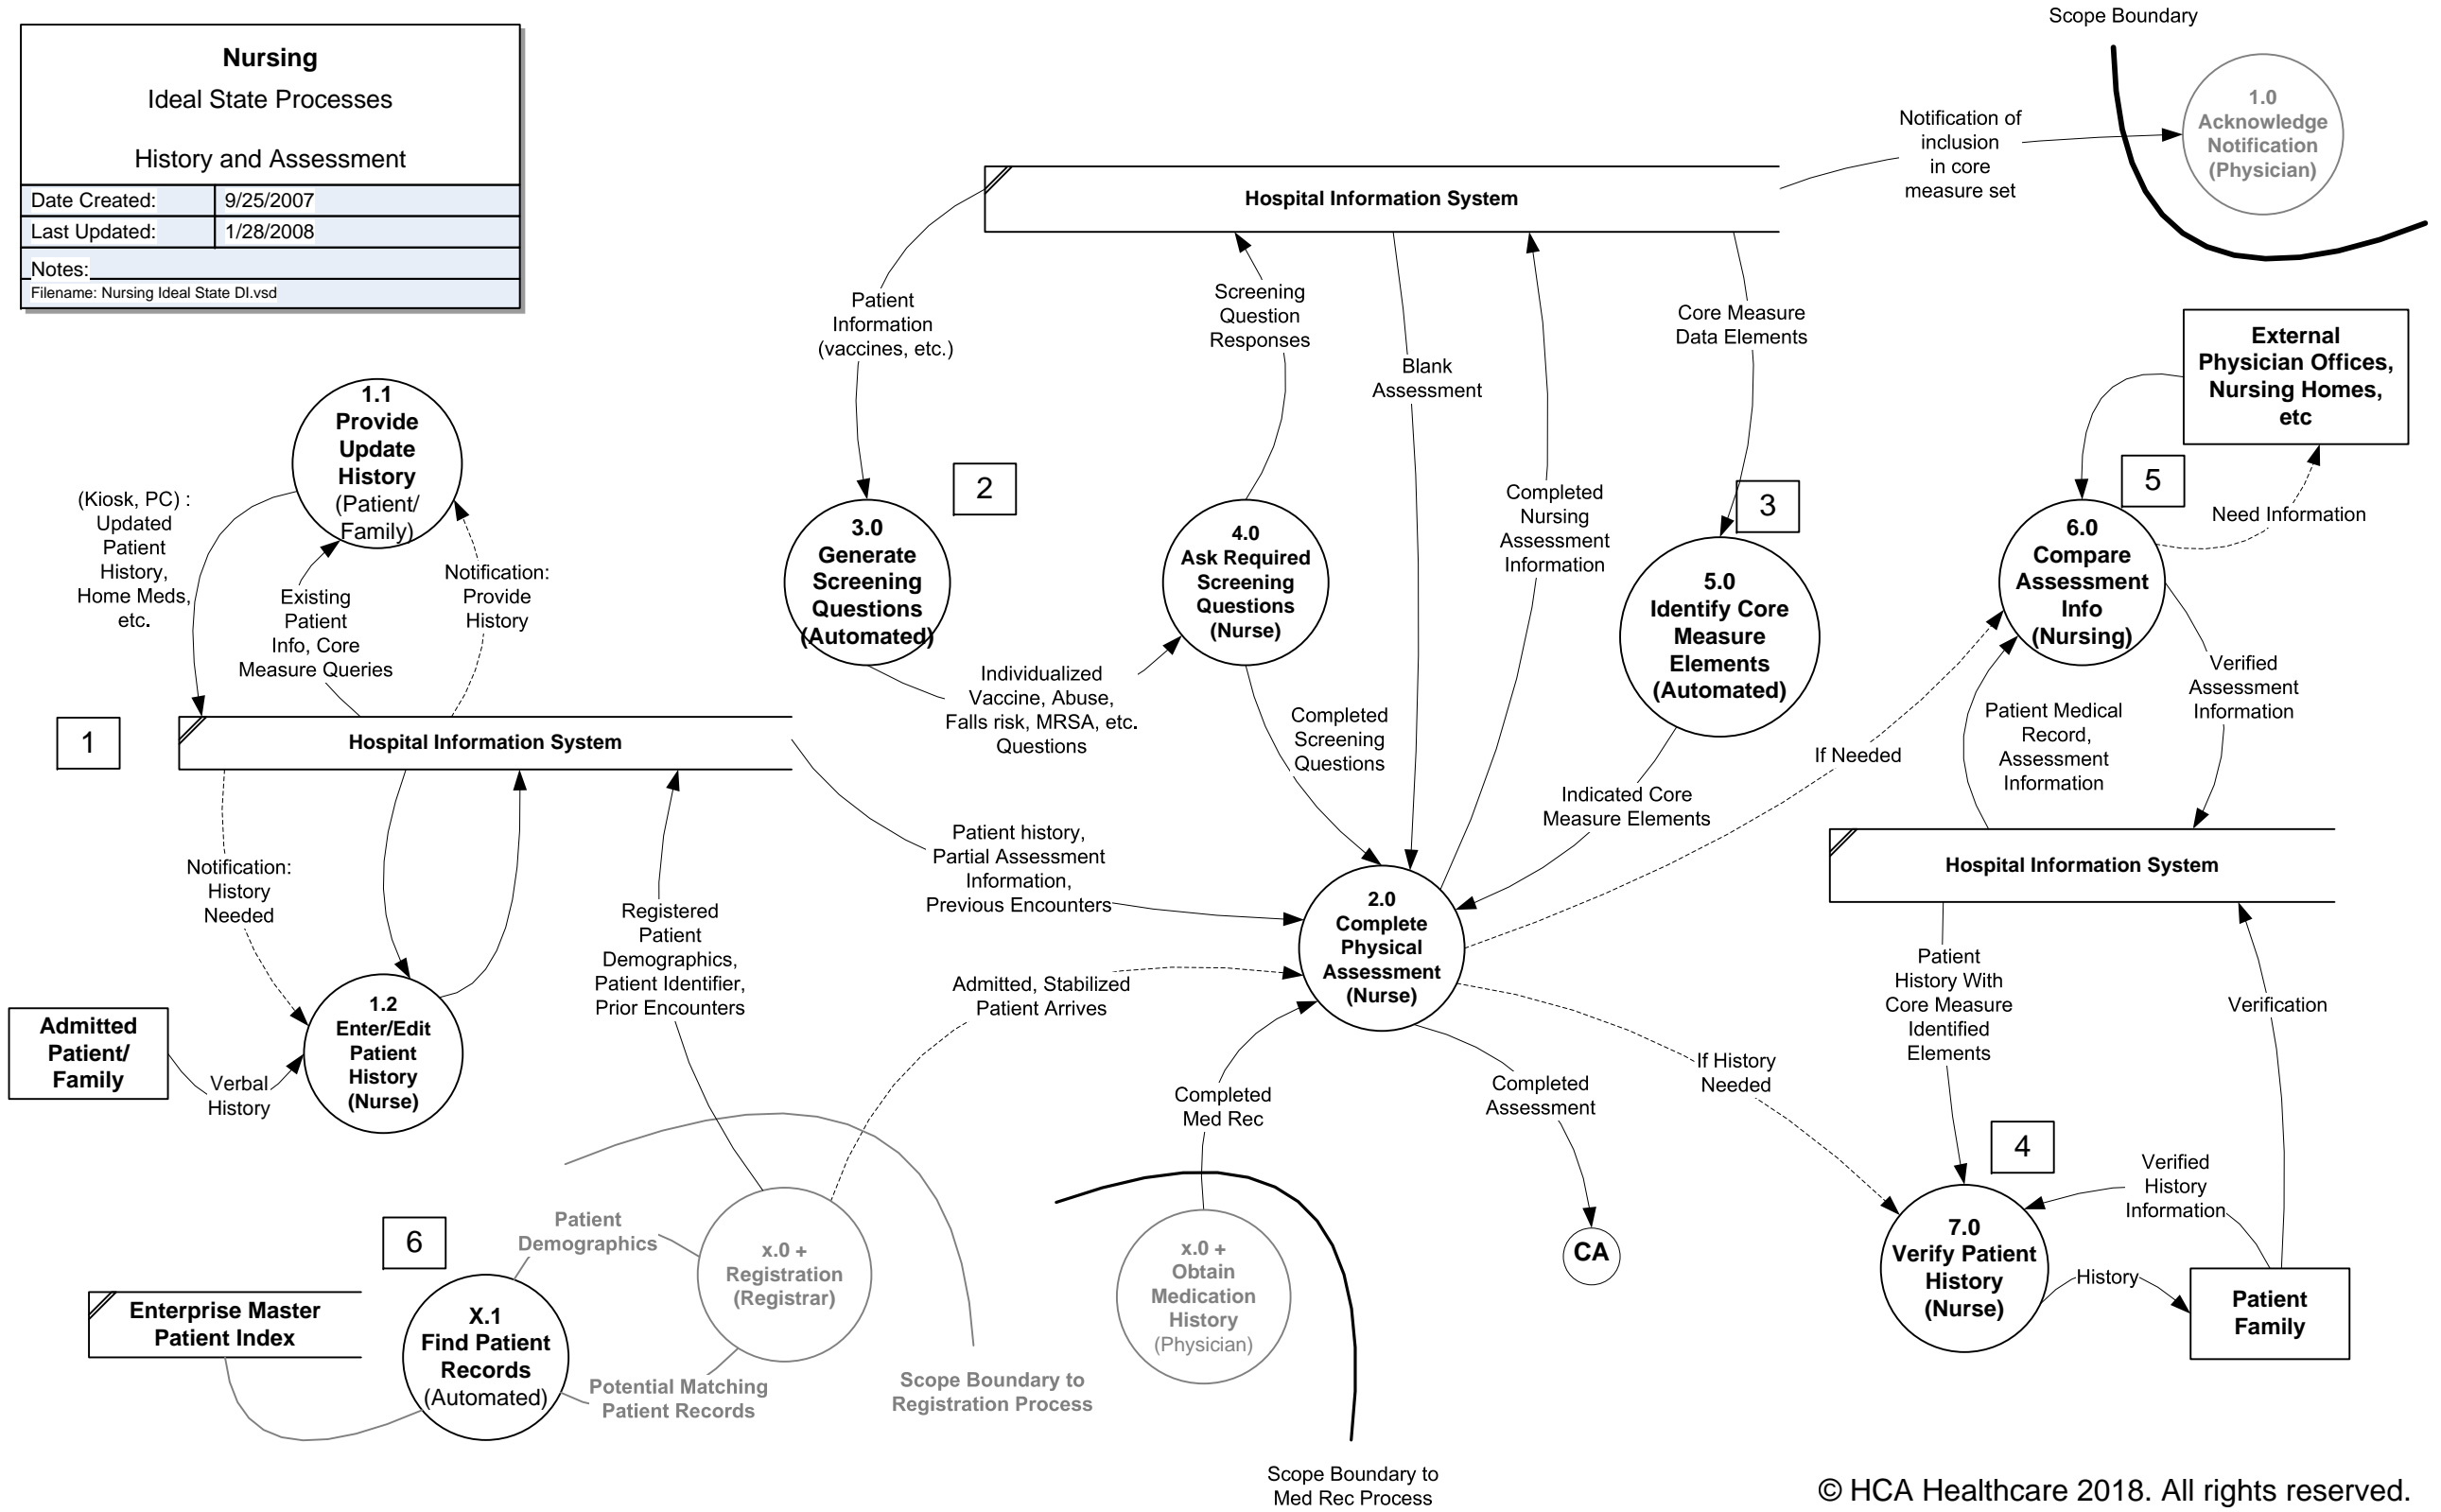 Nursing
Ideal State Processes
History and Assessment
Date Created:
9/25/2007
Last Updated:
1/28/2008
Notes:
Filename: Nursing Ideal State DI.vsd
Scope Boundary
1.0
Acknowledge
Notification
(Physician)
Notification of
inclusion
in core
measure set
Hospital Information System
Patient
Information
(vaccines, etc.)
Screening
Question
Responses
Blank
Assessment
Completed
Nursing
Assessment
Information
Core Measure
Data Elements
External
Physician Offices,
Nursing Homes,
etc
1.1
Provide
Update
History
(Patient/
Family)
(Kiosk, PC) :
Updated
Patient
History,
Home Meds,
etc.
Existing
Patient
Info, Core
Measure Queries
Notification:
Provide
History
2
3.0
Generate
Screening
Questions
(Automated)
4.0
Ask Required
Screening
Questions
(Nurse)
3
5.0
Identify Core
Measure
Elements
(Automated)
5
6.0
Compare
Assessment
Info
(Nursing)
Need Information
Individualized
Vaccine, Abuse,
Falls risk, MRSA, etc.
Questions
Completed
Screening
Questions
Indicated Core
Measure Elements
If Needed
Patient Medical
Record,
Assessment
Information
Verified
Assessment
Information
1
Hospital Information System
Notification:
History
Needed
Patient history,
Partial Assessment
Information,
Previous Encounters
Registered
Patient
Demographics,
Patient Identifier,
Prior Encounters
Admitted, Stabilized
Patient Arrives
2.0
Complete
Physical
Assessment
(Nurse)
Hospital Information System
Patient
History With
Core Measure
Identified
Elements
Verification
Admitted
Patient/
Family
Verbal
History
1.2
Enter/Edit
Patient
History
(Nurse)
Completed
Med Rec
Completed
Assessment
If History
Needed
4
Verified
History
Information
7.0
Verify Patient
History
(Nurse)
History
Patient
Family
CA
6
Patient
Demographics
x.0 +
Registration
(Registrar)
x.0 +
Obtain
Medication
History
(Physician)
Enterprise Master
Patient Index
X.1
Find Patient
Records
(Automated)
Potential Matching
Patient Records
Scope Boundary to
Registration Process
Scope Boundary to
Med Rec Process
© HCA Healthcare 2018. All rights reserved.